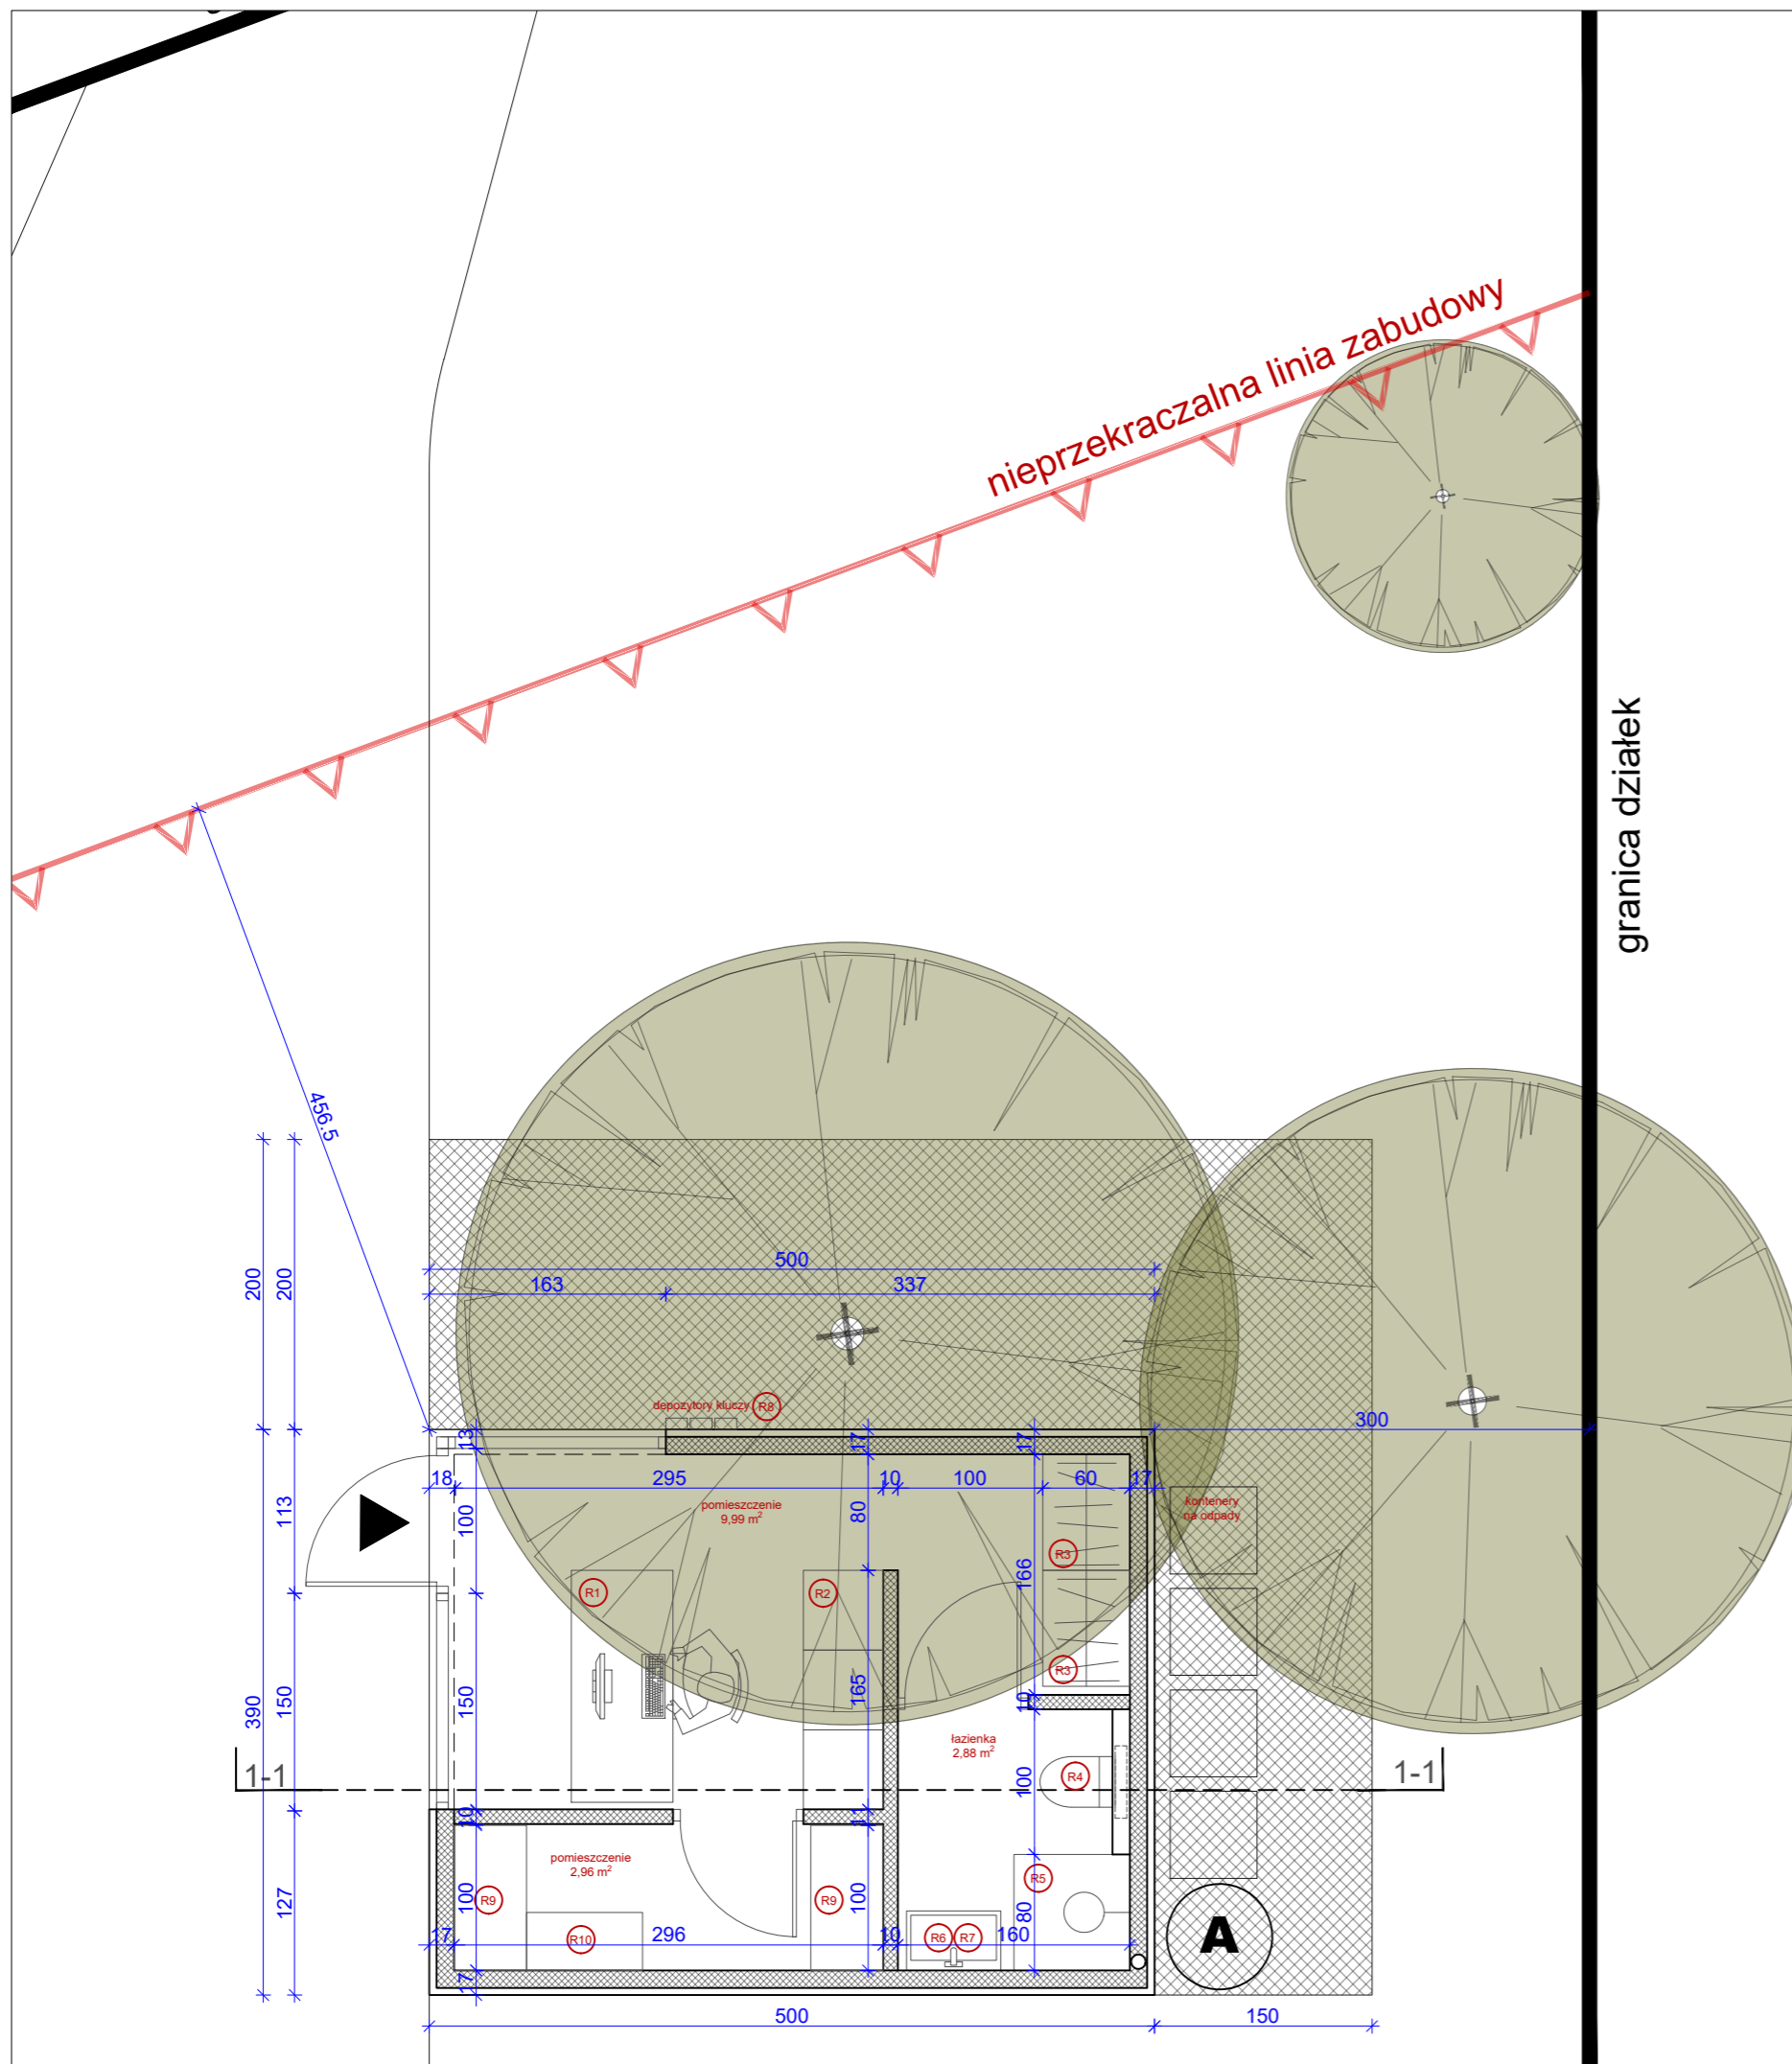 nieprzekraczalna linia zabudowy
granica działek
456.5
200
200
500
163
337
depozytory kluczy
R8
300
13
17
17
18
295
10
100
60
17
pomieszczenie
9,99 m²
kontenery
na odpady
113
100
80
R3
166
R1
R2
R3
390
150
150
165
10
łazienka
2,88 m²
1-1
1-1
R4
100
10
11
pomieszczenie
2,96 m²
R5
127
100
R9
R9
100
80
17
R10
296
10
R6
R7
160
A
17
500
150